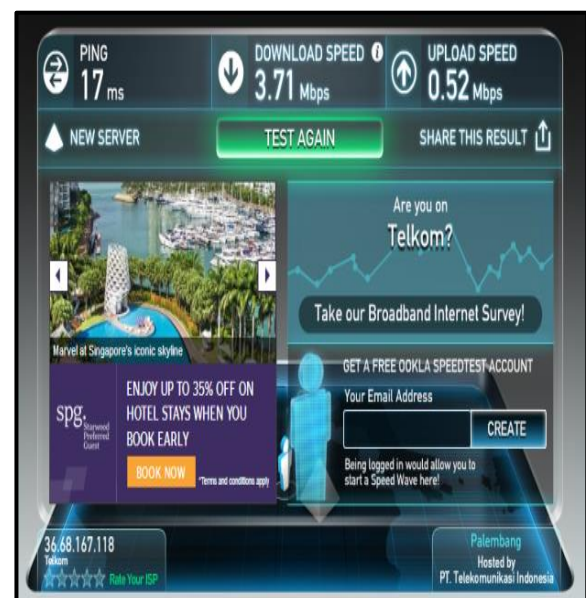 PING
17 ms
DOWNLOAD SPEED i
3.71 Mbps
UPLOAD SPEED
0.52 Mbps
NEW SERVER
TEST AGAIN
SHARE THIS RESULT
Marvel at Singapore's iconic skyline
spg.
Starwood
Preferred
Guest
ENJOY UP TO 35% OFF ON
HOTEL STAYS WHEN YOU
BOOK EARLY
BOOK NOW
*Terms and conditions apply
Are you on
Telkom?
Take our Broadband Internet Survey!
GET A FREE OOKLA SPEEDTEST ACCOUNT
Your Email Address
CREATE
Being logged in would allow you to
start a Speed Wave here!
36.68.167.118
Telkom
Rate Your ISP
Palembang
Hosted by
PT. Telekomunikasi Indonesia